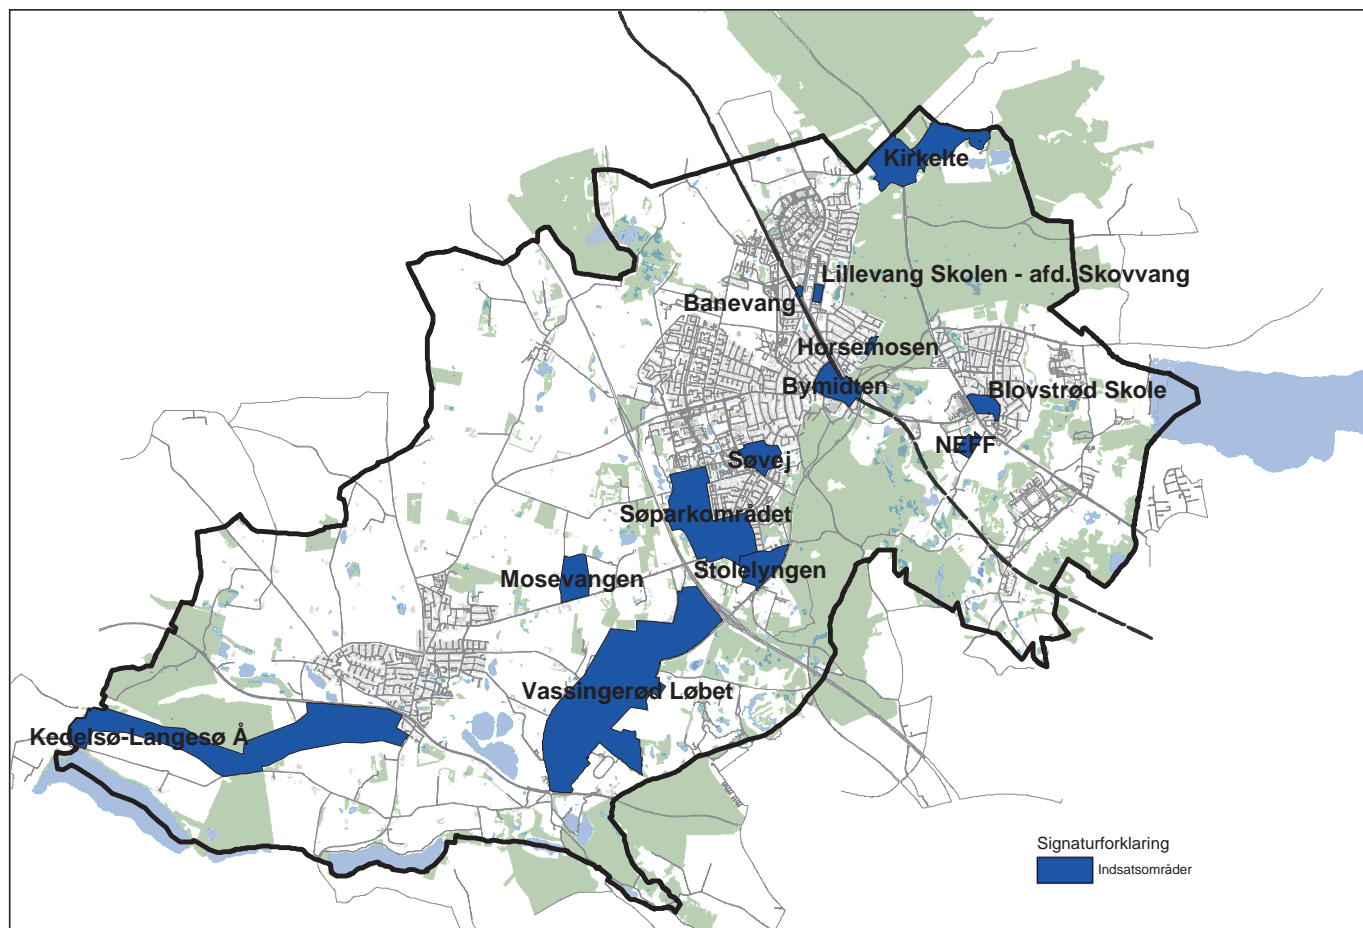 Kirkelte
Lillevang Skolen - afd. Skovvang
Banevang
Horsemosen
Bymidten
Blovstrød Skole
NEFF
Søvej
Søparkområdet
Stolelyngen
Mosevangen
Vassingerød Løbet
Kedelsø-Langesø Å
Signaturforklaring
Indsatsområder